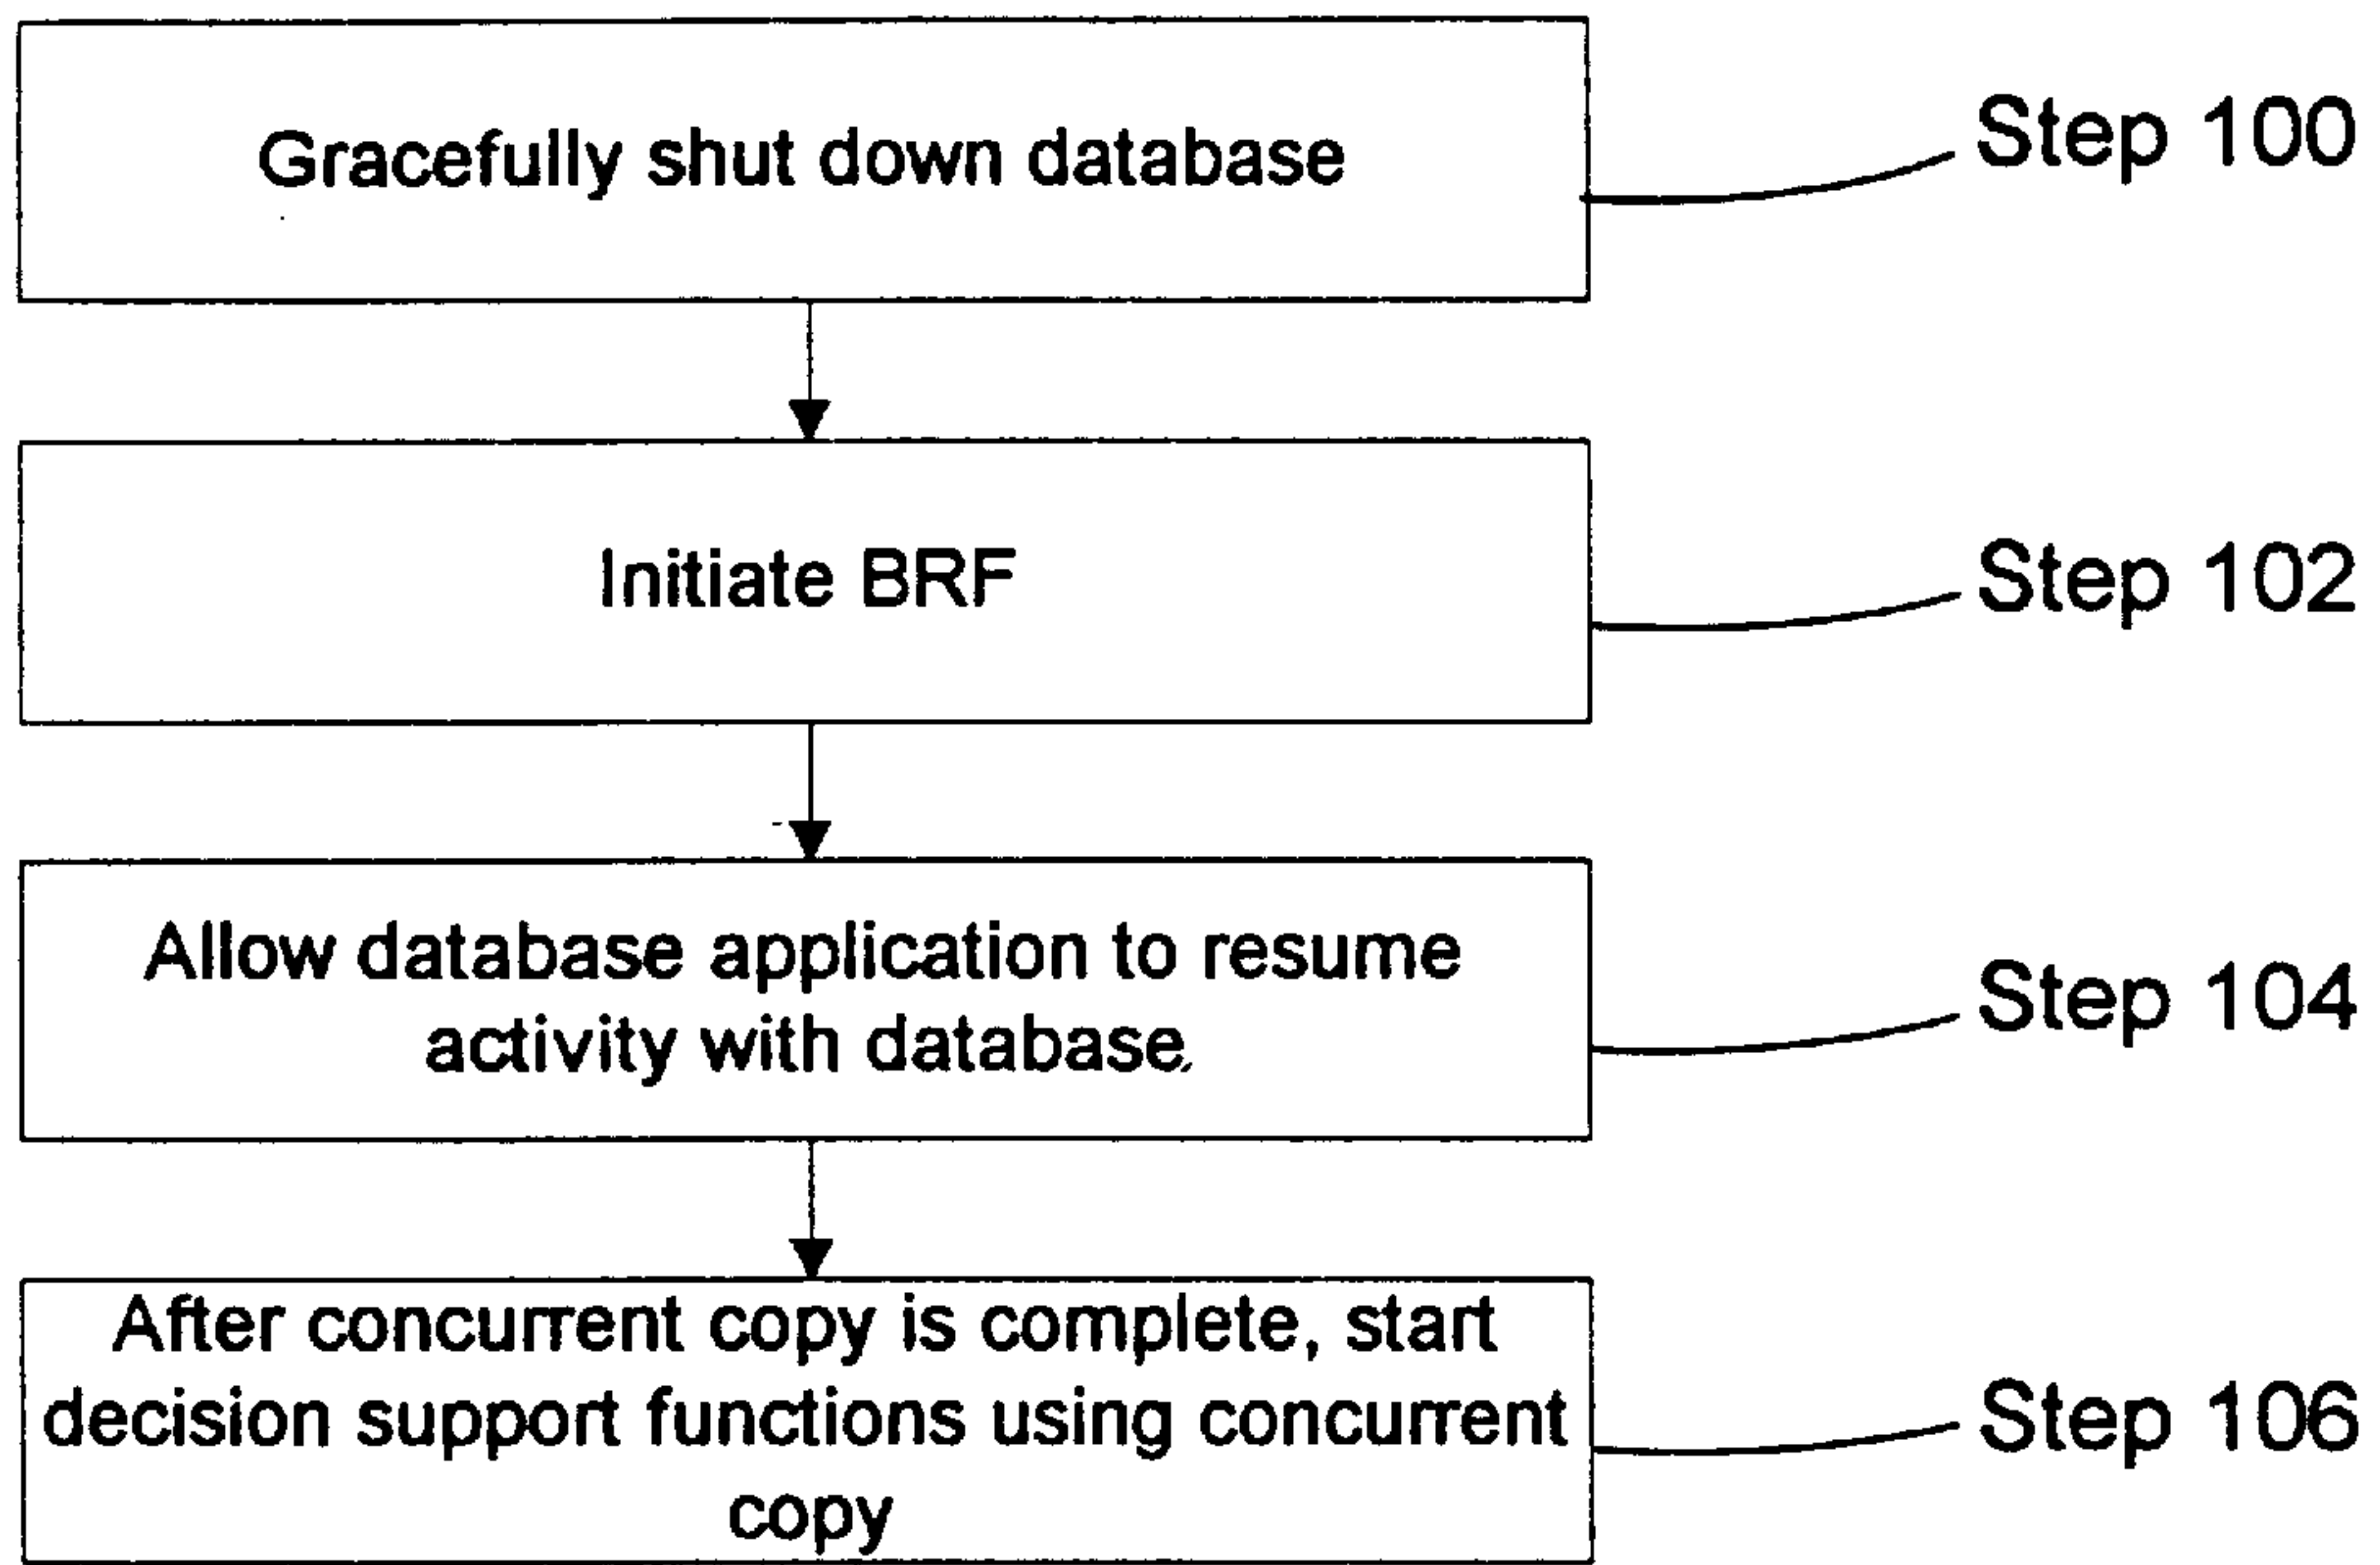 Gracefully shut down database
Step 100
Initiate BRF
Step 102
Allow database application to resume
activity with database.
Step 104
After concurrent copy is complete, start
decision support functions using concurrent
copy
Step 106